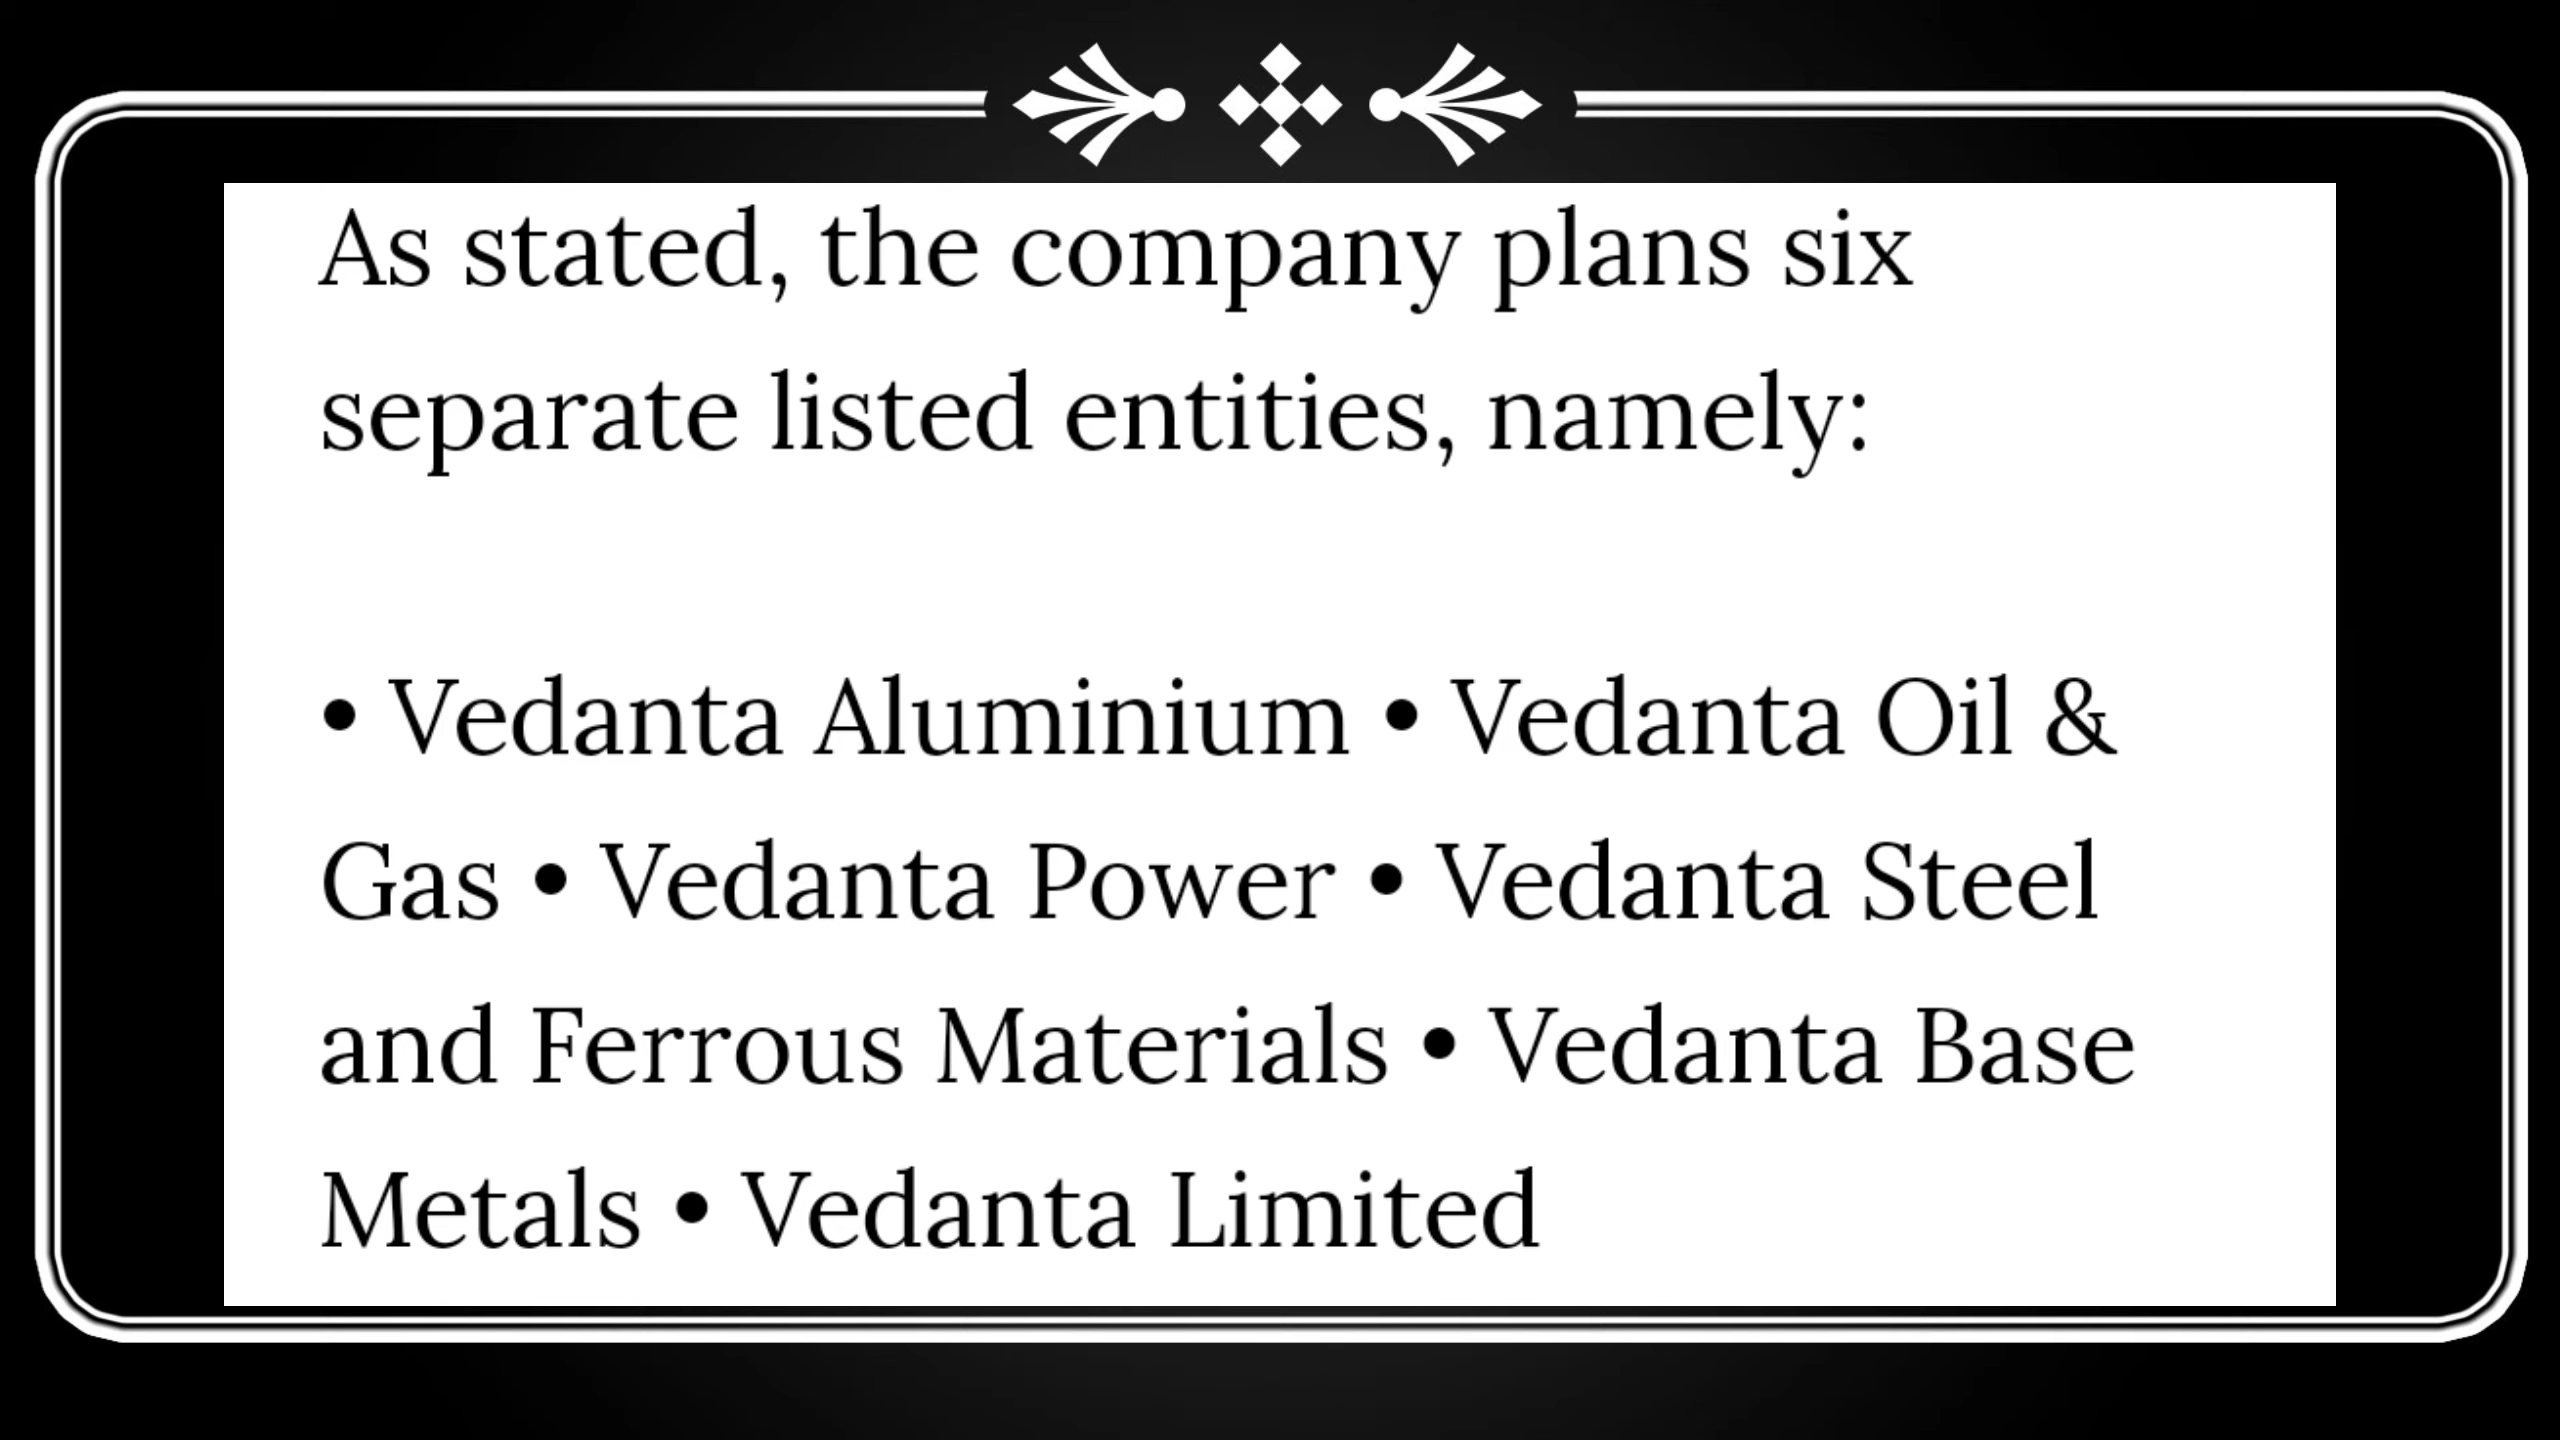 As stated, the company plans six
separate listed entities, namely:
• Vedanta Aluminium • Vedanta Oil &
Gas • Vedanta Power • Vedanta Steel
and Ferrous Materials • Vedanta Base
Metals • Vedanta Limited